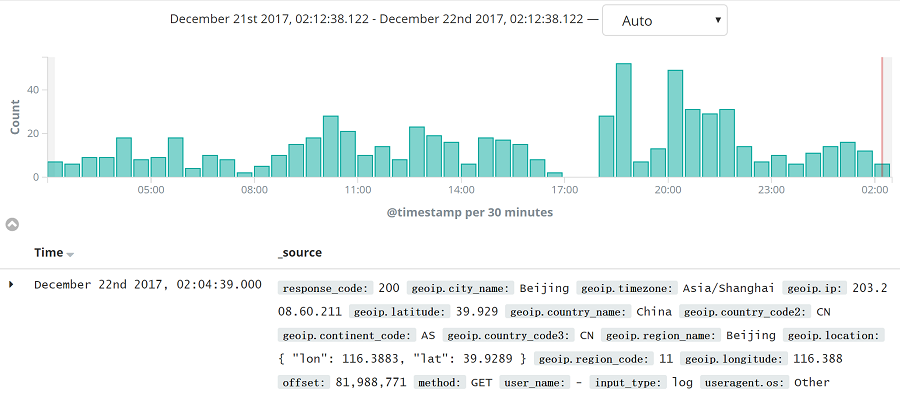 December 21st 2017, 02:12:38.122 - December 22nd 2017, 02:12:38.122 — Auto
Count
40
20
0
05:00 08:00 11:00 14:00 17:00 20:00 23:00 02:00
@timestamp per 30 minutes
Time _source
December 22nd 2017, 02:04:39.000 response_code: 200 geoip.city_name: Beijing geoip.timezone: Asia/Shanghai geoip.ip: 203.2
08.60.211 geoip.latitude: 39.929 geoip.country_name: China geoip.country_code2: CN
geoip.continent_code: AS geoip.country_code3: CN geoip.region_name: Beijing geoip.location:
{ "lon": 116.3883, "lat": 39.9289 } geoip.region_code: 11 geoip.longitude: 116.388
offset: 81,988,771 method: GET user_name: - input_type: log useragent.os: Other